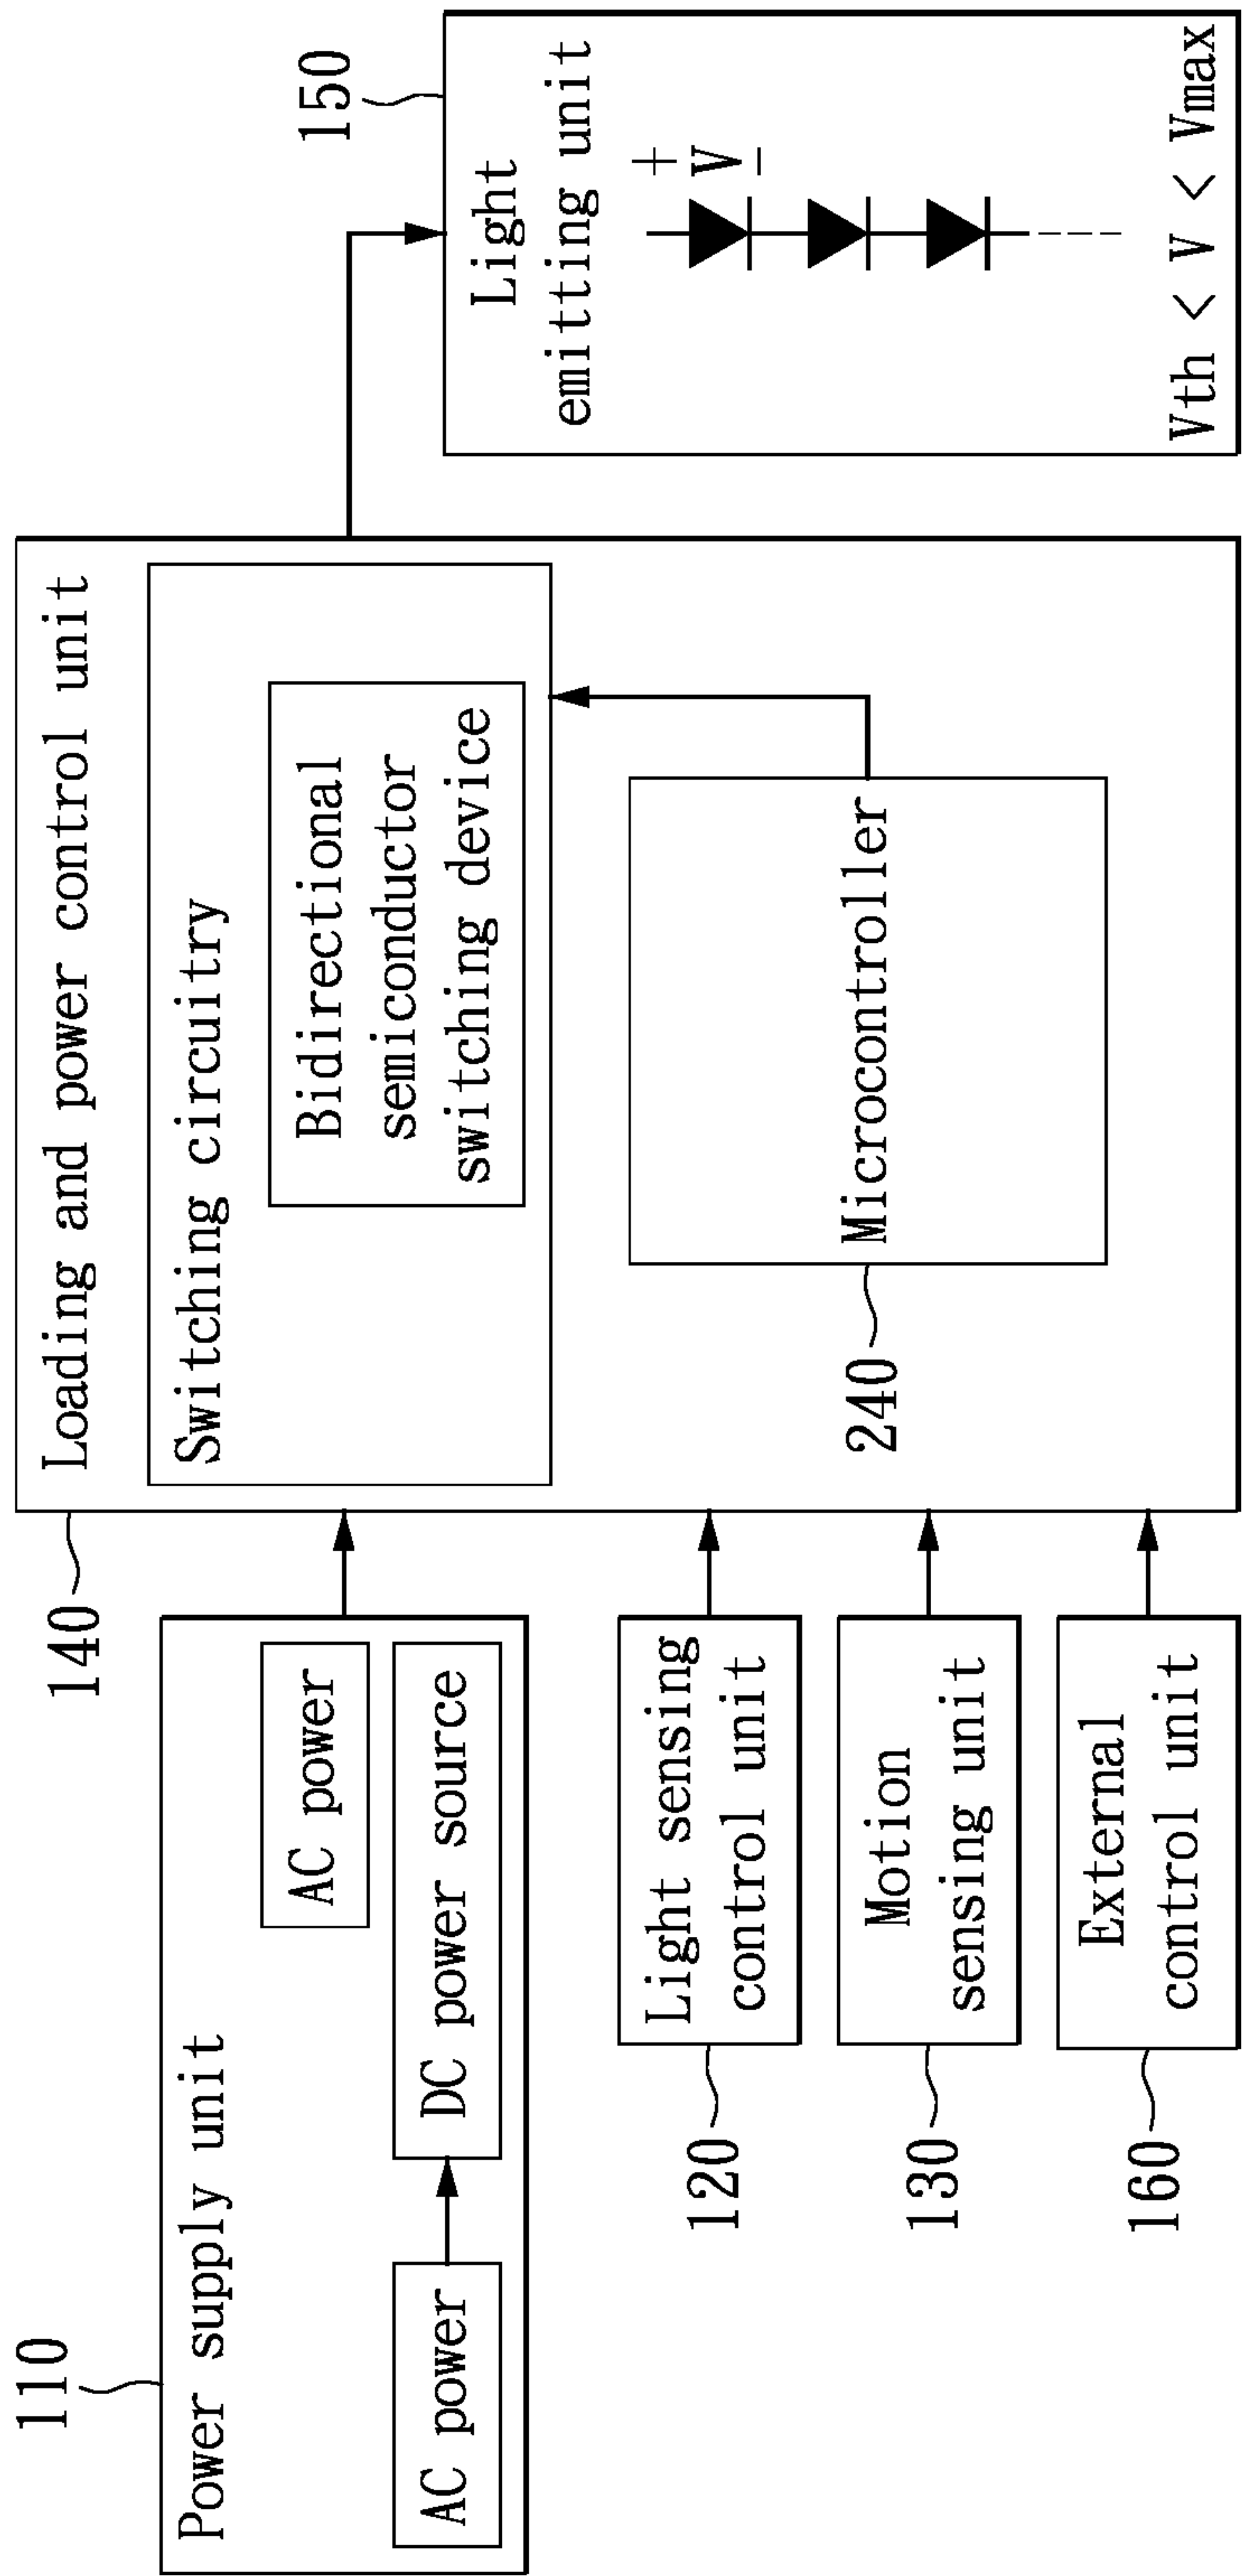 110
Power supply unit
AC power
AC power
DC power source
120
Light sensing
control unit
130
Motion
sensing unit
160
External
control unit
140
Loading and power control unit
Switching circuitry
Bidirectional
semiconductor
switching device
240
Microcontroller
150
Light
emitting unit
+
V
−
Vth < V < Vmax